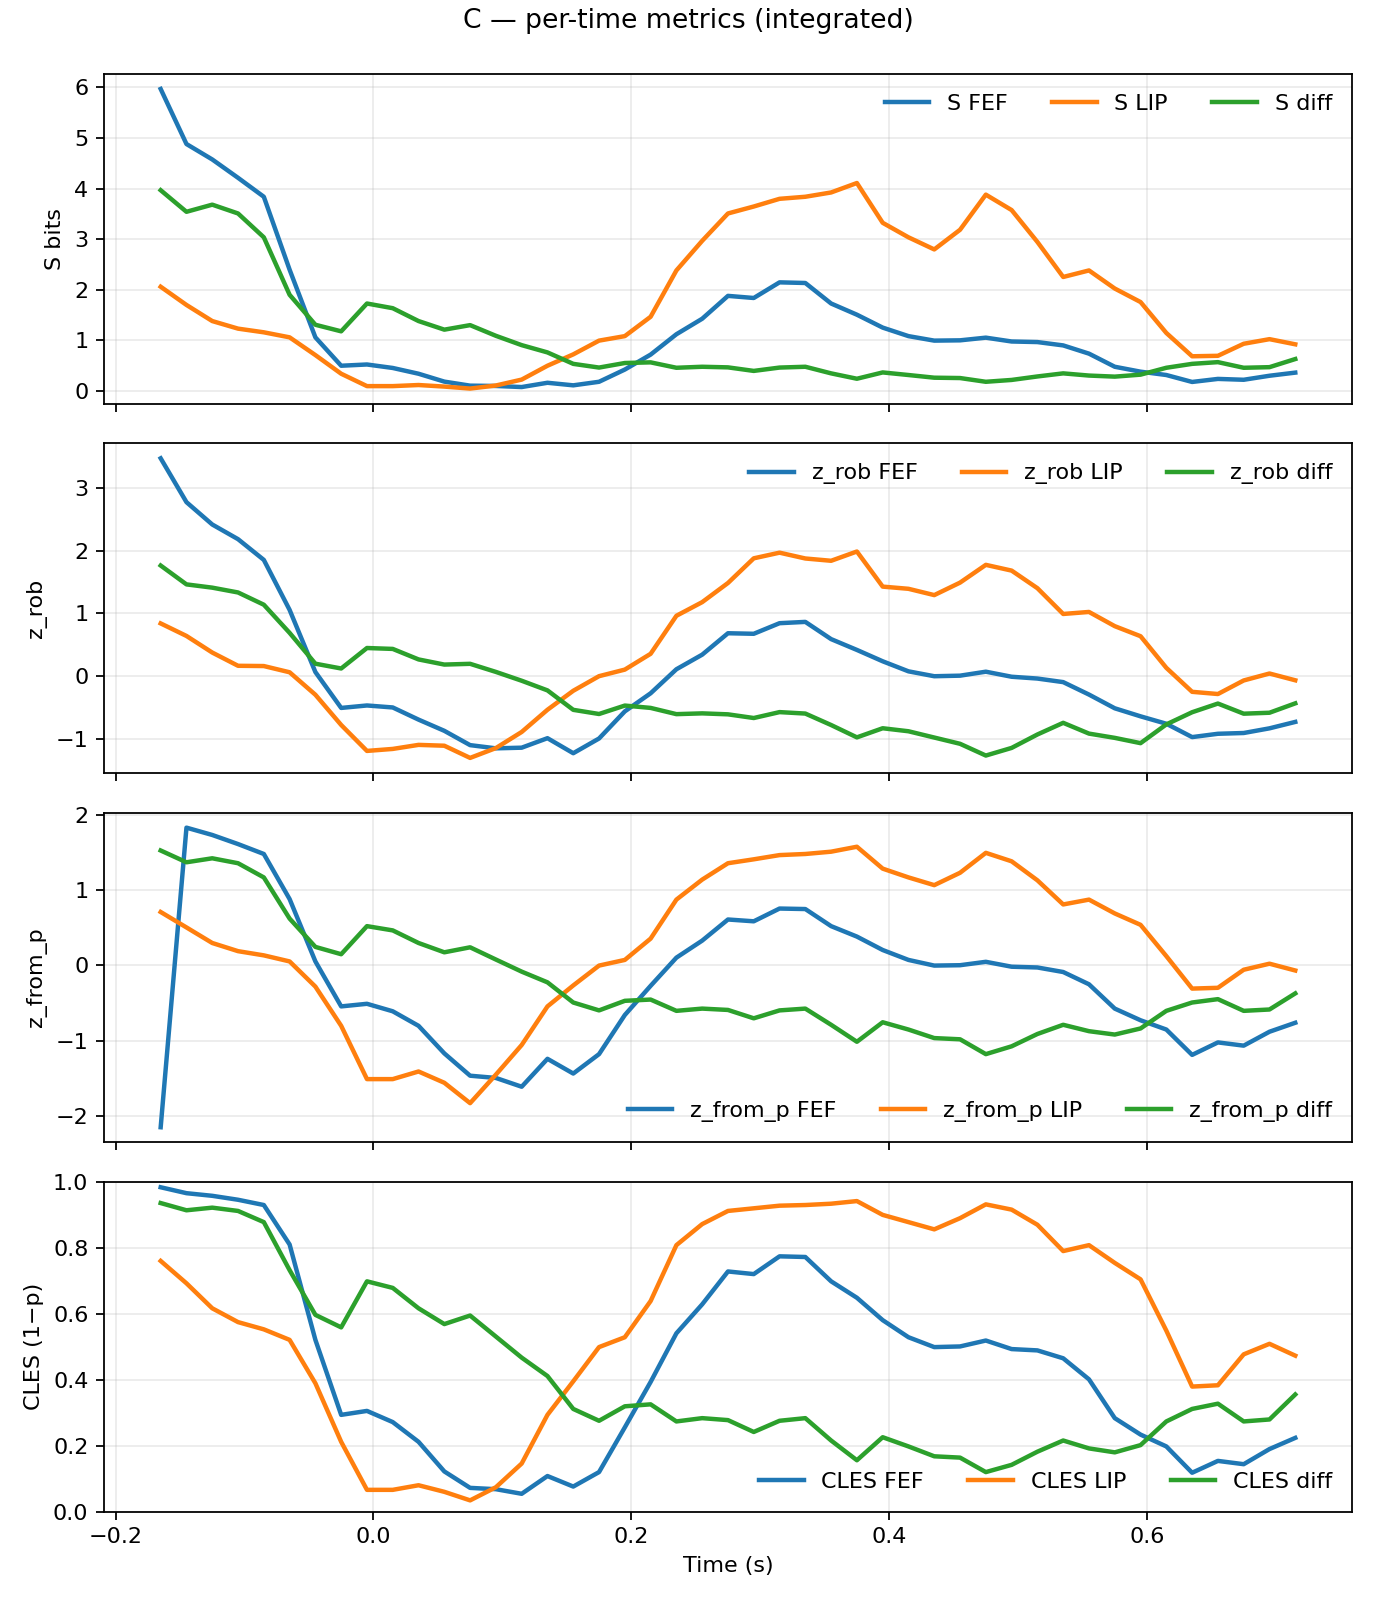 C — per-time metrics (integrated)
S FEF S LIP S diff
6
5
4
3
2
1
0
S bits
z_rob FEF z_rob LIP z_rob diff
3
2
1
0
−1
z_rob
2
1
0
−1
−2
z_from_p
z_from_p FEF z_from_p LIP z_from_p diff
1.0
0.8
0.6
0.4
0.2
0.0
CLES (1−p)
CLES FEF CLES LIP CLES diff
−0.2 0.0 0.2 0.4 0.6
Time (s)